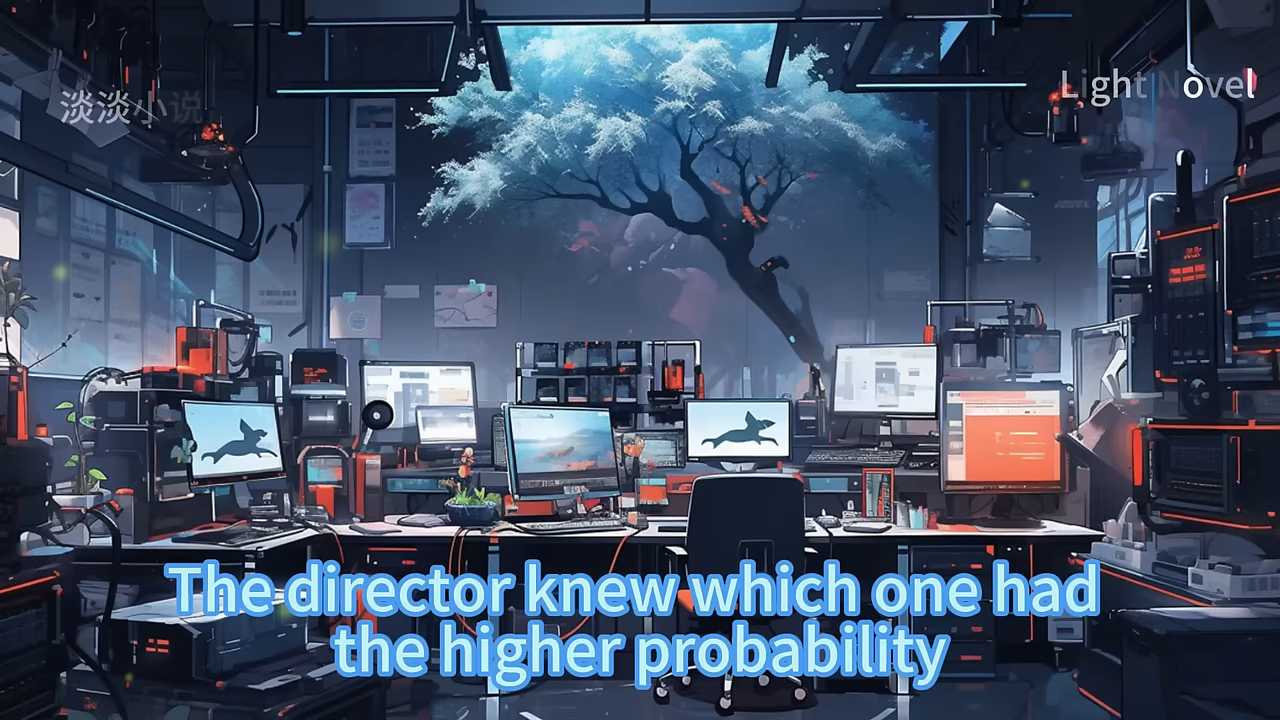 淡淡小说
Light Novel
The director knew which one had
the higher probability